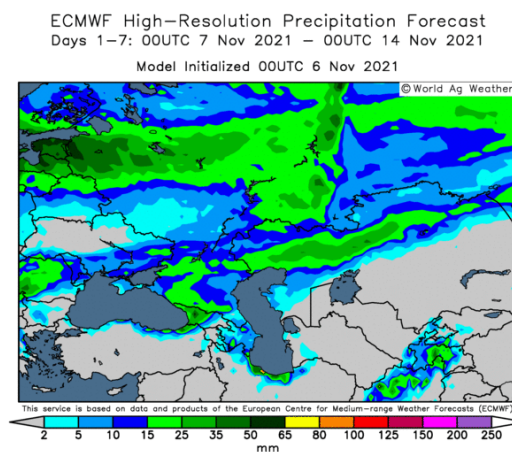 ECMWF High-Resolution Precipitation Forecast
Days 1-7: 00UTC 7 Nov 2021 - 00UTC 14 Nov 2021
Model Initialized 00UTC 6 Nov 2021
© World Ag Weather
This service is based on data and products of the European Centre for Medium-range Weather Forecasts (ECMWF)
2 5 10 15 25 35 50 65 80 100 125 150 200 250
mm